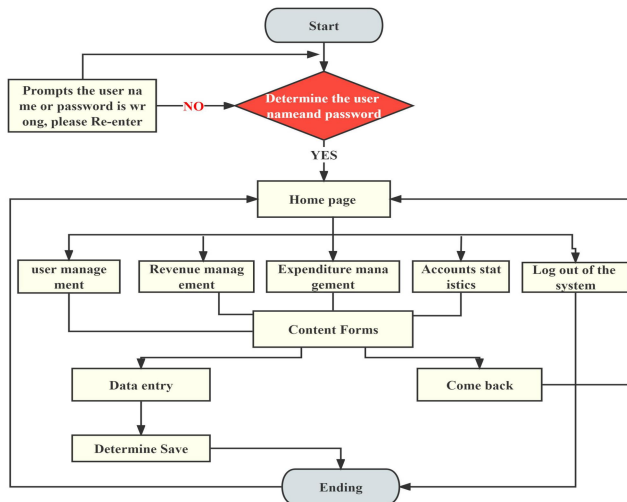 Start
Prompts the user na
me or password is wr
ong, please Re-enter
NO
Determine the user
nameand password
YES
Home page
user manage
ment
Revenue manag
ement
Expenditure mana
gement
Accounts stat
istics
Log out of the
system
Content Forms
Data entry
Come back
Determine Save
Ending